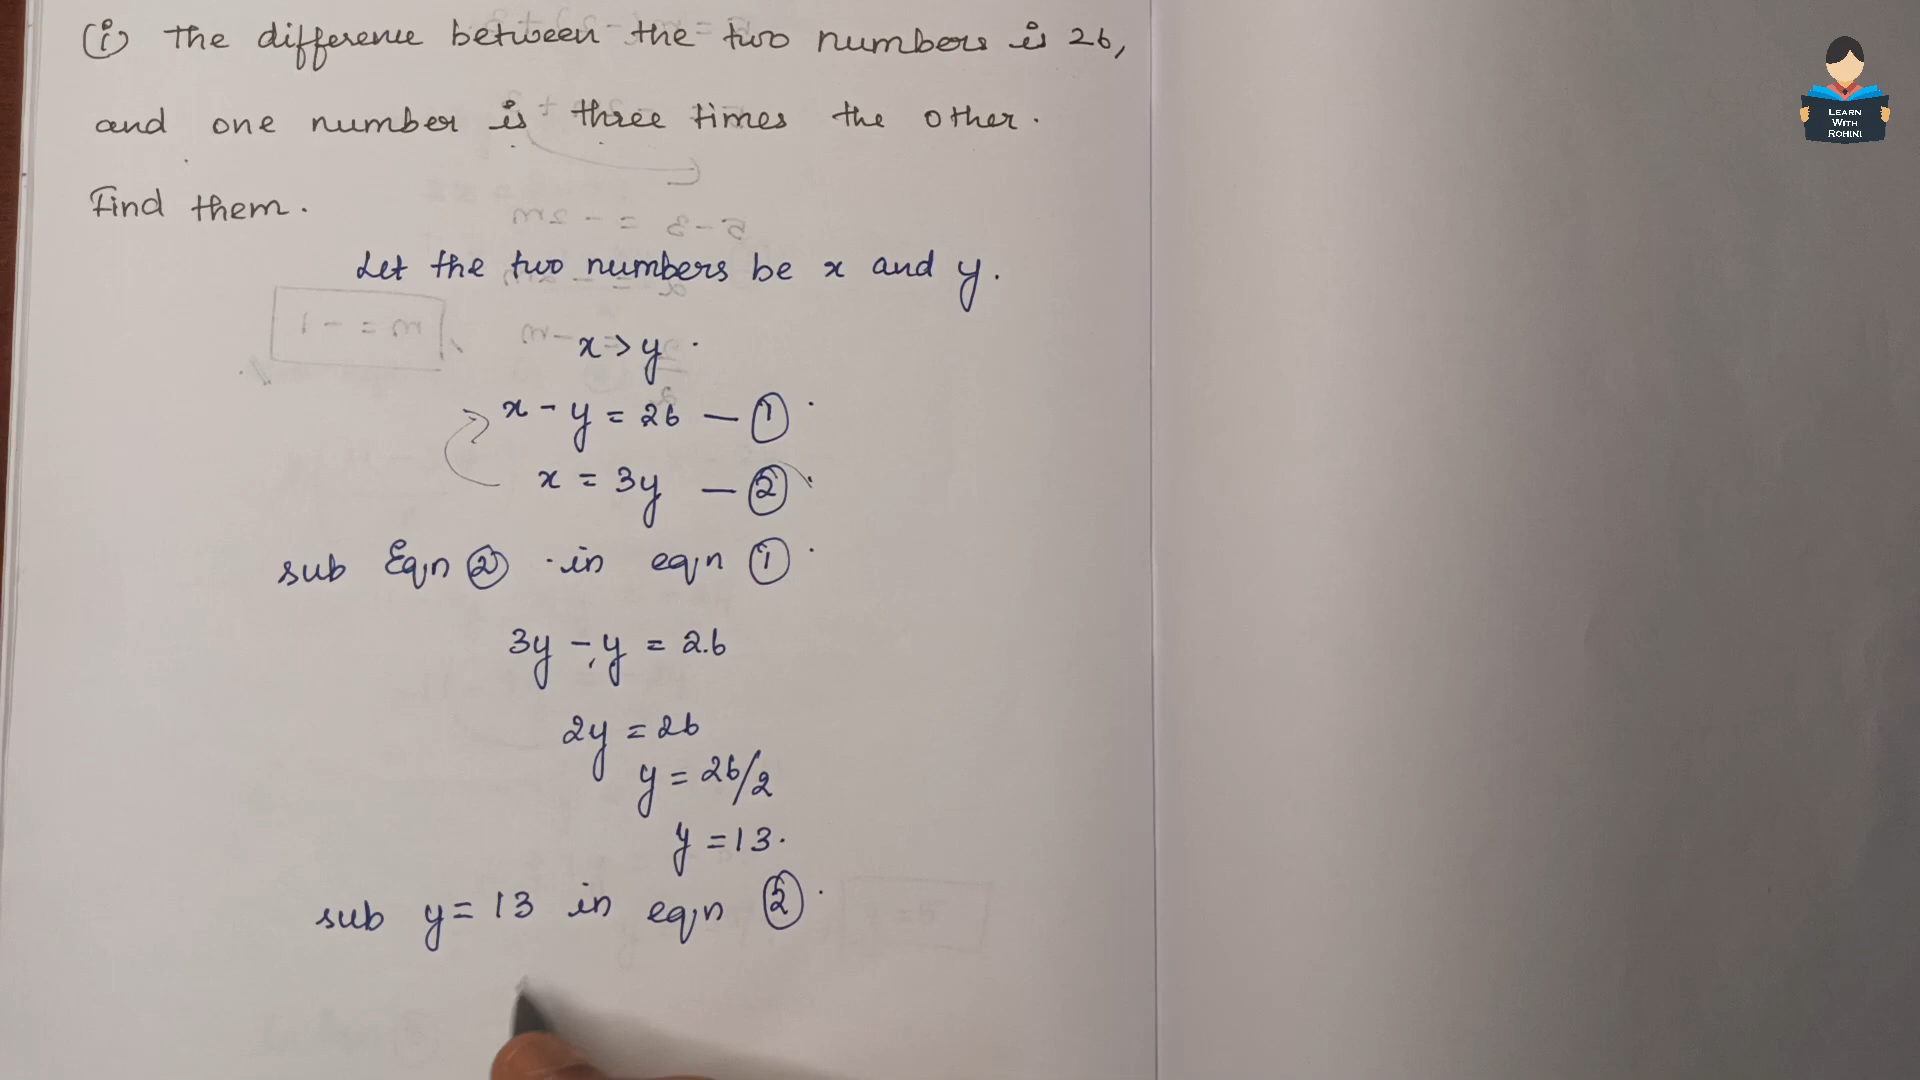 (i) The difference between the two numbers is 26,
and one number is three times the other.
Find them.
Let the two numbers be x and y.
x > y.
x - y = 26 — ①
x = 3y — ②
sub Eqn ② in eqn ①
3y - y = 26
2y = 26
y = 26/2
y = 13.
sub y = 13 in eqn ②
LEARN
WITH
ROHINI